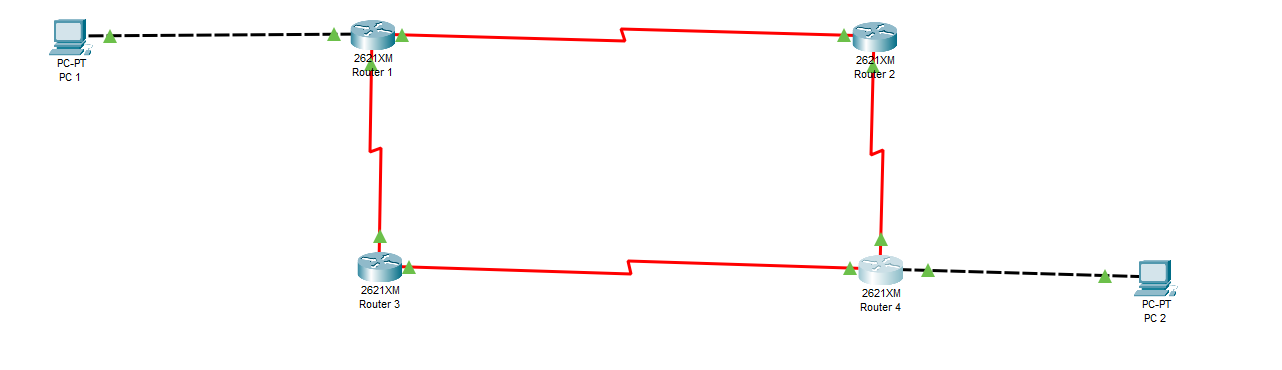 PC-PT
PC 1
2621XM
Router 1
2621XM
Router 2
2621XM
Router 3
2621XM
Router 4
PC-PT
PC 2